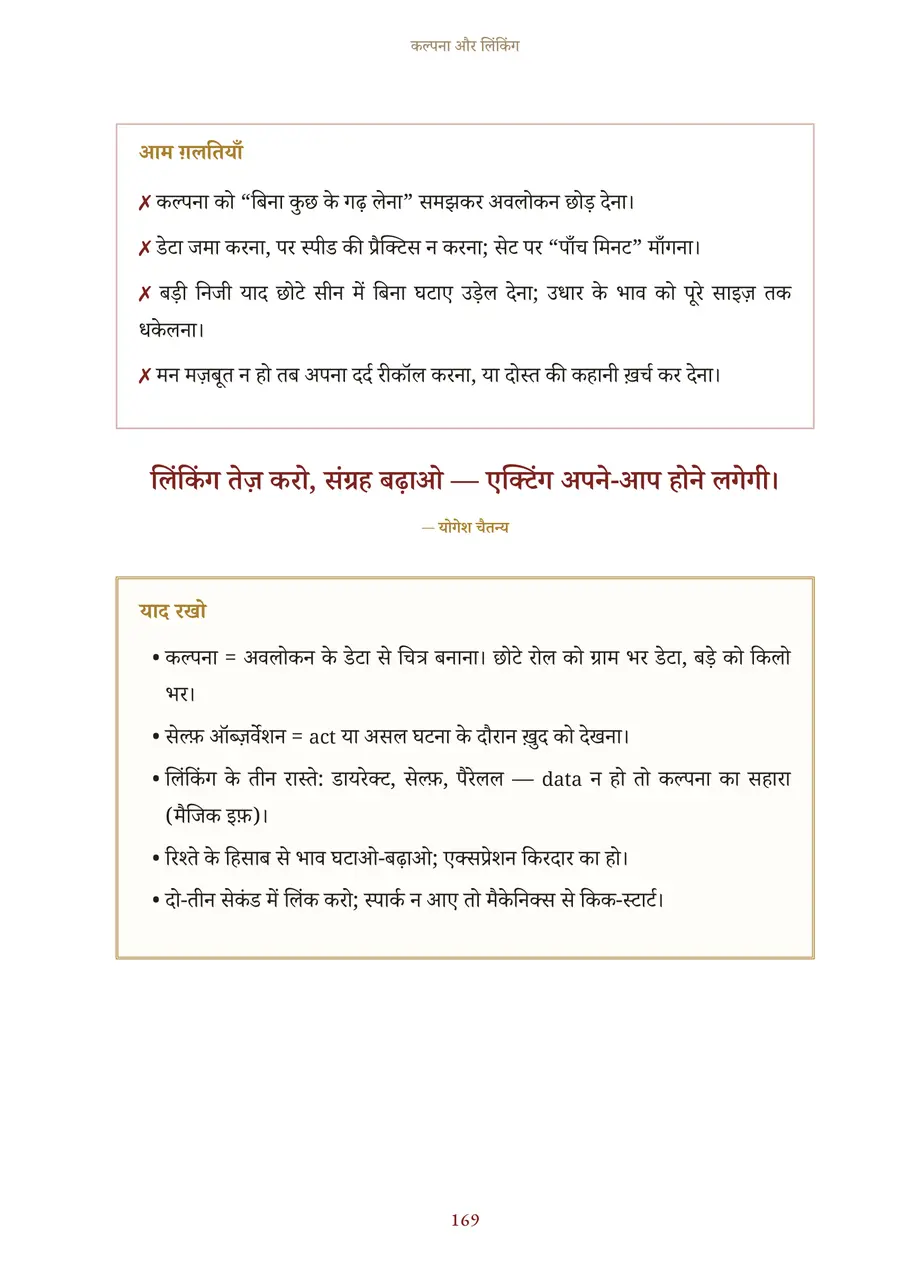 कल्पना और लिंकिंग
आम ग़लतियाँ
✗ कल्पना को “बिना कुछ के गढ़ लेना” समझकर अवलोकन छोड़ देना।
✗ डेटा जमा करना, पर स्पीड की प्रैक्टिस न करना; सेट पर “पाँच मिनट” माँगना।
✗ बड़ी निजी याद छोटे सीन में बिना घटाए उड़ेल देना; उधार के भाव को पूरे साइज़ तक
धकेलना।
✗ मन मज़बूत न हो तब अपना दर्द रीकॉल करना, या दोस्त की कहानी ख़र्च कर देना।
लिंकिंग तेज़ करो, संग्रह बढ़ाओ — एक्टिंग अपने-आप होने लगेगी।
— योगेश चैतन्य
याद रखो
• कल्पना = अवलोकन के डेटा से चित्र बनाना। छोटे रोल को ग्राम भर डेटा, बड़े को किलो
भर।
• सेल्फ़ ऑब्ज़र्वेशन = act या असल घटना के दौरान ख़ुद को देखना।
• लिंकिंग के तीन रास्ते: डायरेक्ट, सेल्फ़, पैरेलल — data न हो तो कल्पना का सहारा
(मैजिक इफ़)।
• रिश्ते के हिसाब से भाव घटाओ-बढ़ाओ; एक्सप्रेशन किरदार का हो।
• दो-तीन सेकंड में लिंक करो; स्पार्क न आए तो मैकेनिक्स से किक-स्टार्ट।
169